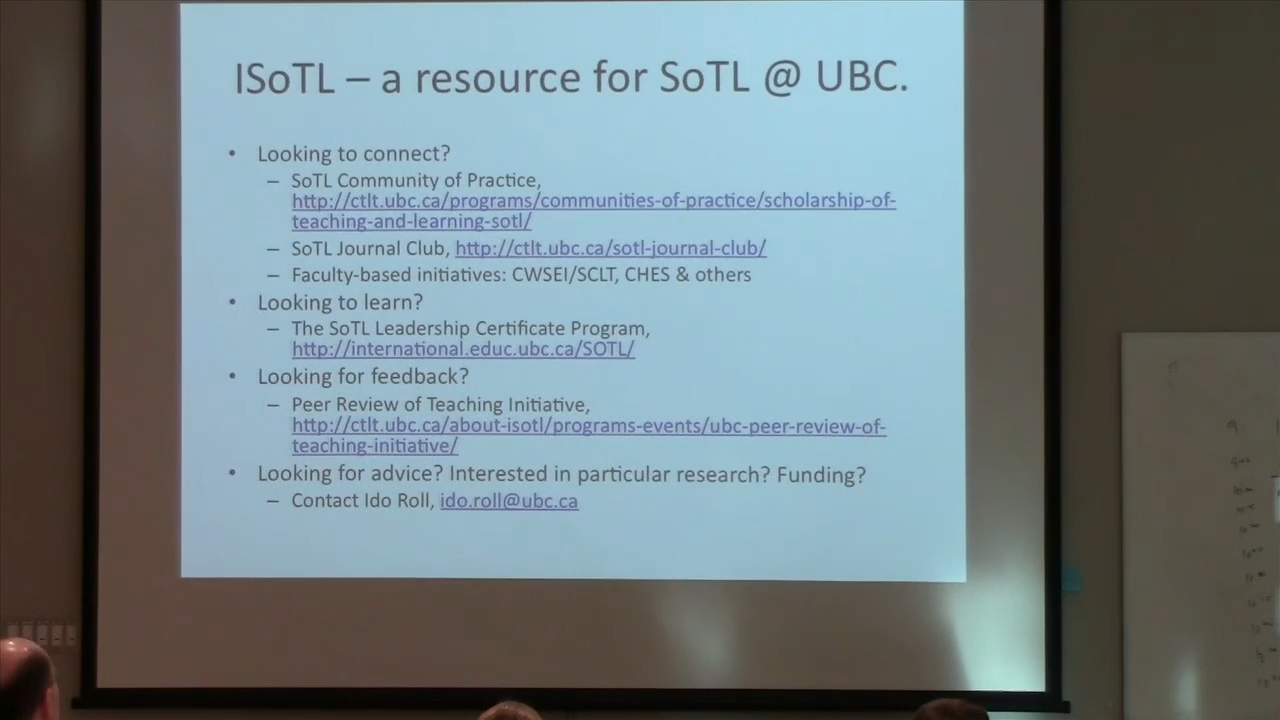 ISoTL – a resource for SoTL @ UBC.
• Looking to connect?
– SoTL Community of Practice,
http://ctlt.ubc.ca/programs/communities-of-practice/scholarship-of-
teaching-and-learning-sotl/
– SoTL Journal Club, http://ctlt.ubc.ca/sotl-journal-club/
– Faculty-based initiatives: CWSEI/SCLT, CHES & others
• Looking to learn?
– The SoTL Leadership Certificate Program,
http://international.educ.ubc.ca/SOTL/
• Looking for feedback?
– Peer Review of Teaching Initiative,
http://ctlt.ubc.ca/about-isotl/programs-events/ubc-peer-review-of-
teaching-initiative/
• Looking for advice? Interested in particular research? Funding?
– Contact Ido Roll, ido.roll@ubc.ca